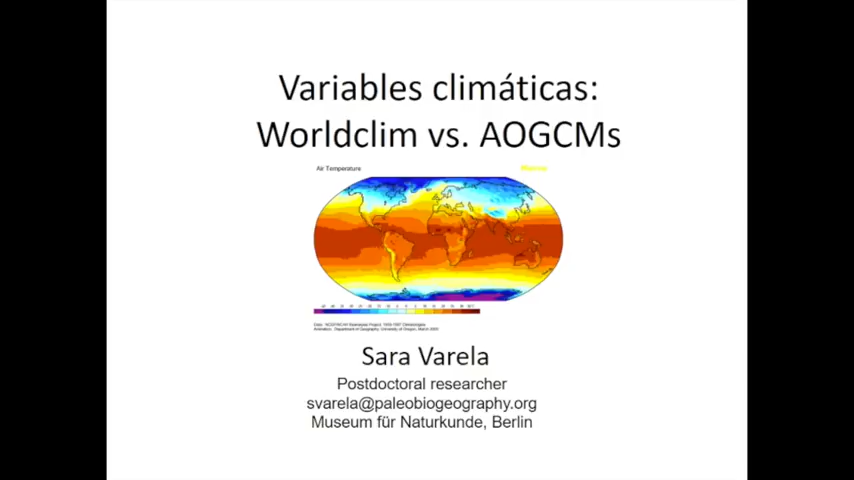 Variables climáticas:
Worldclim vs. AOGCMs
Air Temperature
Sara Varela
Postdoctoral researcher
svarela@paleobiogeography.org
Museum für Naturkunde, Berlin